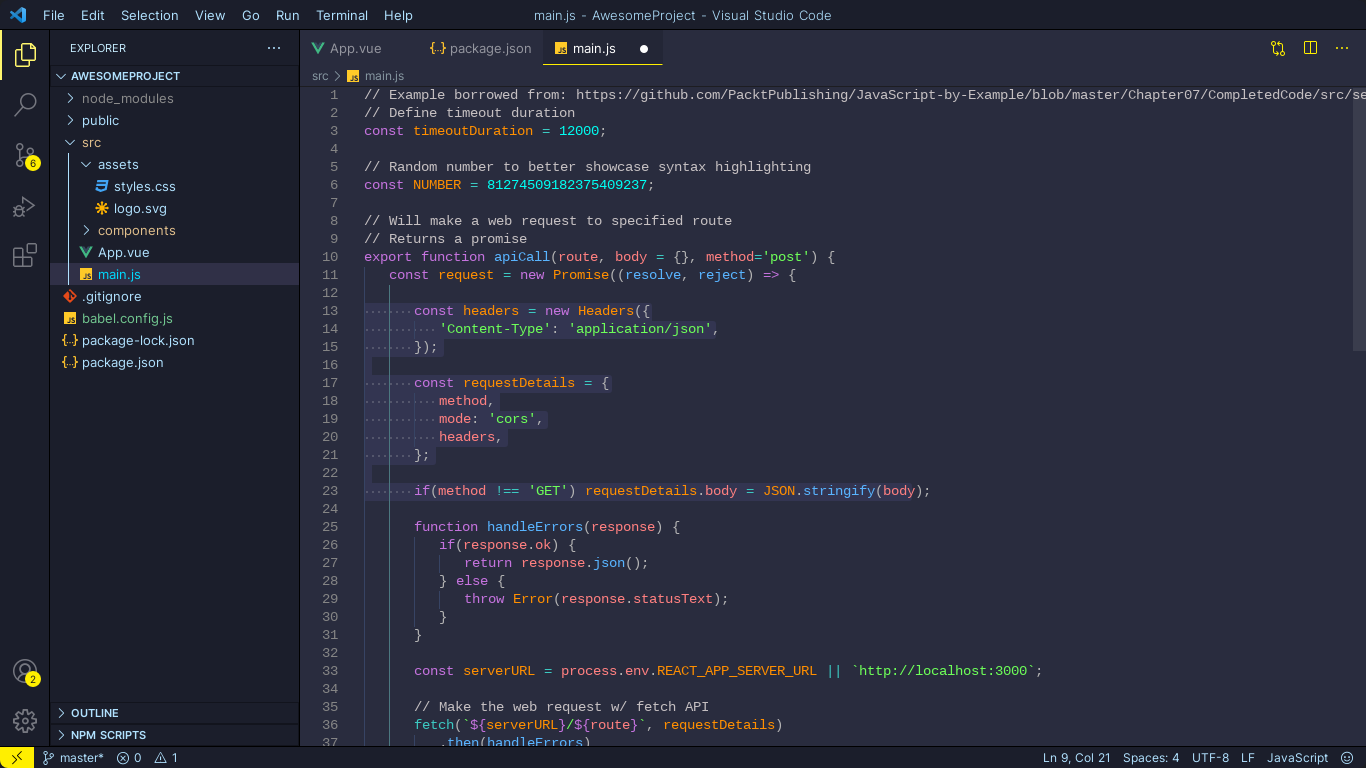 File Edit Selection View Go Run Terminal Help
main.js - AwesomeProject - Visual Studio Code
EXPLORER
AWESOMEPROJECT
node_modules
public
src
assets
styles.css
logo.svg
components
App.vue
main.js
.gitignore
babel.config.js
package-lock.json
package.json
6
2
OUTLINE
NPM SCRIPTS
App.vue
package.json
main.js
src > main.js
1 // Example borrowed from: https://github.com/PacktPublishing/JavaScript-by-Example/blob/master/Chapter07/CompletedCode/src/se
2 // Define timeout duration
3 const timeoutDuration = 12000;
4
5 // Random number to better showcase syntax highlighting
6 const NUMBER = 81274509182375409237;
7
8 // Will make a web request to specified route
9 // Returns a promise
10 export function apiCall(route, body = {}, method='post') {
11 const request = new Promise((resolve, reject) => {
12
13 const headers = new Headers({
14 'Content-Type': 'application/json',
15 });
16
17 const requestDetails = {
18 method,
19 mode: 'cors',
20 headers,
21 };
22
23 if(method !== 'GET') requestDetails.body = JSON.stringify(body);
24
25 function handleErrors(response) {
26 if(response.ok) {
27 return response.json();
28 } else {
29 throw Error(response.statusText);
30 }
31 }
32
33 const serverURL = process.env.REACT_APP_SERVER_URL || `http://localhost:3000`;
34
35 // Make the web request w/ fetch API
36 fetch(`${serverURL}/${route}`, requestDetails)
37 .then(handleErrors)
master* 0 1
Ln 9, Col 21 Spaces: 4 UTF-8 LF JavaScript